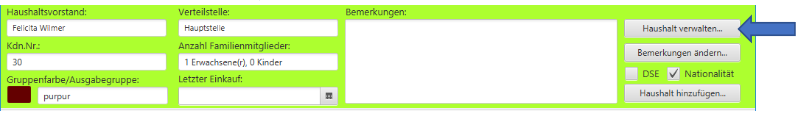 Haushaltsvorstand: Verteilstelle: Bemerkungen:
Felicita Wilmer Hauptstelle Haushalt verwalten...
Kdn.Nr.: Anzahl Familienmitglieder: Bemerkungen ändern...
30 1 Erwachsene(r), 0 Kinder
Gruppenfarbe/Ausgabegruppe: Letzter Einkauf: DSE Nationalität
purpur Haushalt hinzufügen...